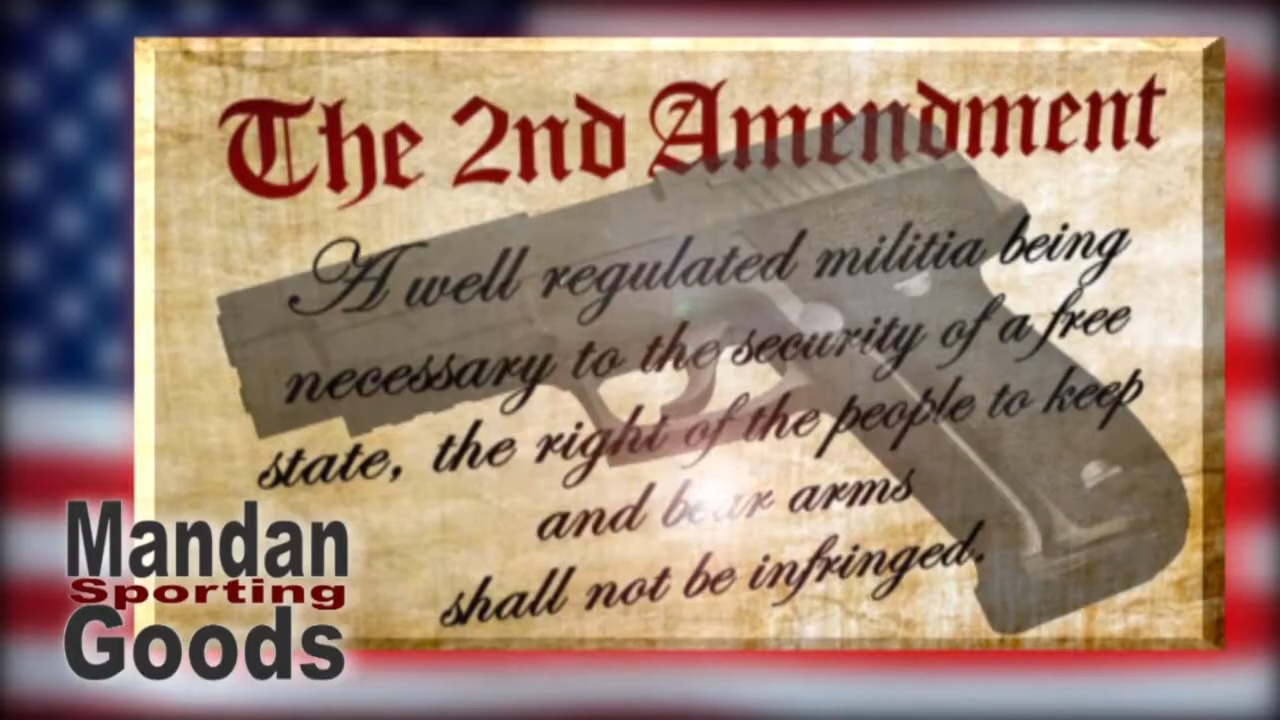 The 2nd Amendment
A well regulated militia being
necessary to the security of a free
state, the right of the people to keep
and bear arms
shall not be infringed.
Mandan
Sporting
Goods